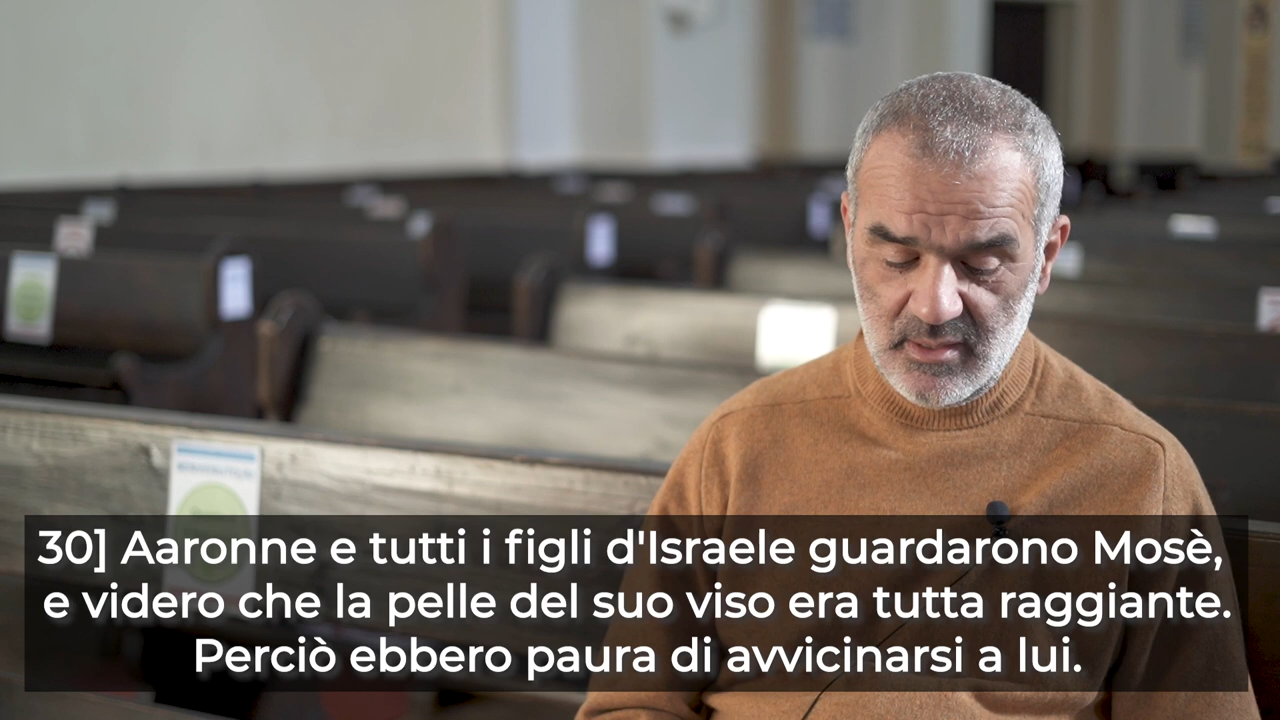 30] Aaronne e tutti i figli d'Israele guardarono Mosè,
e videro che la pelle del suo viso era tutta raggiante.
Perciò ebbero paura di avvicinarsi a lui.